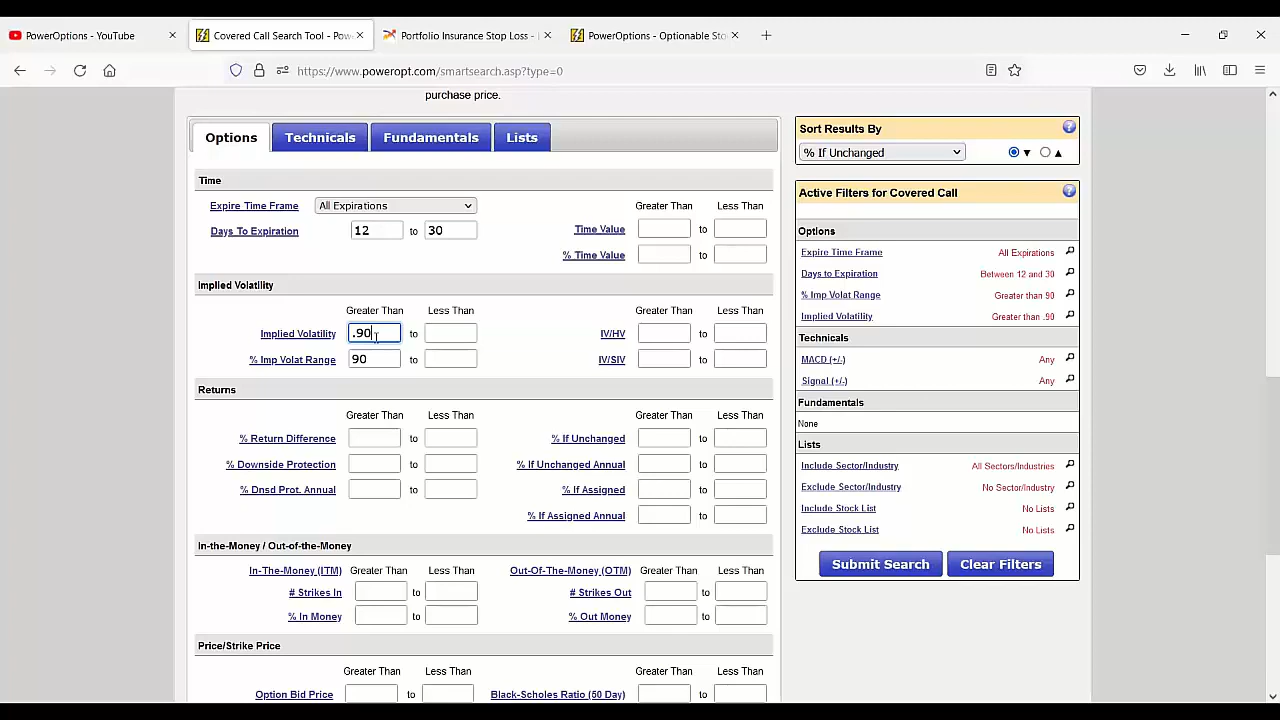 PowerOptions - YouTube
Covered Call Search Tool - Pow
Portfolio Insurance Stop Loss -
PowerOptions - Optionable Sto
https://www.poweropt.com/smartsearch.asp?type=0
purchase price.
Options Technicals Fundamentals Lists
Time
Expire Time Frame All Expirations Greater Than Less Than
Days To Expiration 12 to 30 Time Value to
% Time Value to
Implied Volatility
Greater Than Less Than Greater Than Less Than
Implied Volatility .90 to IV/HV to
% Imp Volat Range 90 to IV/SIV to
Returns
Greater Than Less Than Greater Than Less Than
% Return Difference to % If Unchanged to
% Downside Protection to % If Unchanged Annual to
% Dnsd Prot. Annual to % If Assigned to
% If Assigned Annual to
In-the-Money / Out-of-the-Money
In-The-Money (ITM) Greater Than Less Than Out-Of-The-Money (OTM) Greater Than Less Than
# Strikes In to # Strikes Out to
% In Money to % Out Money to
Price/Strike Price
Greater Than Less Than Greater Than Less Than
Option Bid Price to Black-Scholes Ratio (50 Day) to
Sort Results By
% If Unchanged
Active Filters for Covered Call
Options
Expire Time Frame All Expirations
Days to Expiration Between 12 and 30
% Imp Volat Range Greater than 90
Implied Volatility Greater than .90
Technicals
MACD (+/-) Any
Signal (+/-) Any
Fundamentals
None
Lists
Include Sector/Industry All Sectors/Industries
Exclude Sector/Industry No Sector/Industry
Include Stock List No Lists
Exclude Stock List No Lists
Submit Search Clear Filters